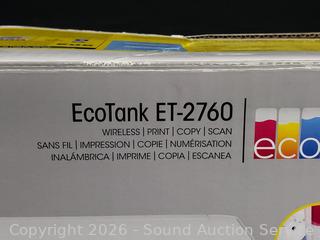 EcoTank ET-2760
WIRELESS | PRINT | COPY | SCAN
SANS FIL | IMPRESSION | COPIE | NUMÉRISATION
INALÁMBRICA | IMPRIME | COPIA | ESCANEA
eco
Copyright 2026 - Sound Auction Service